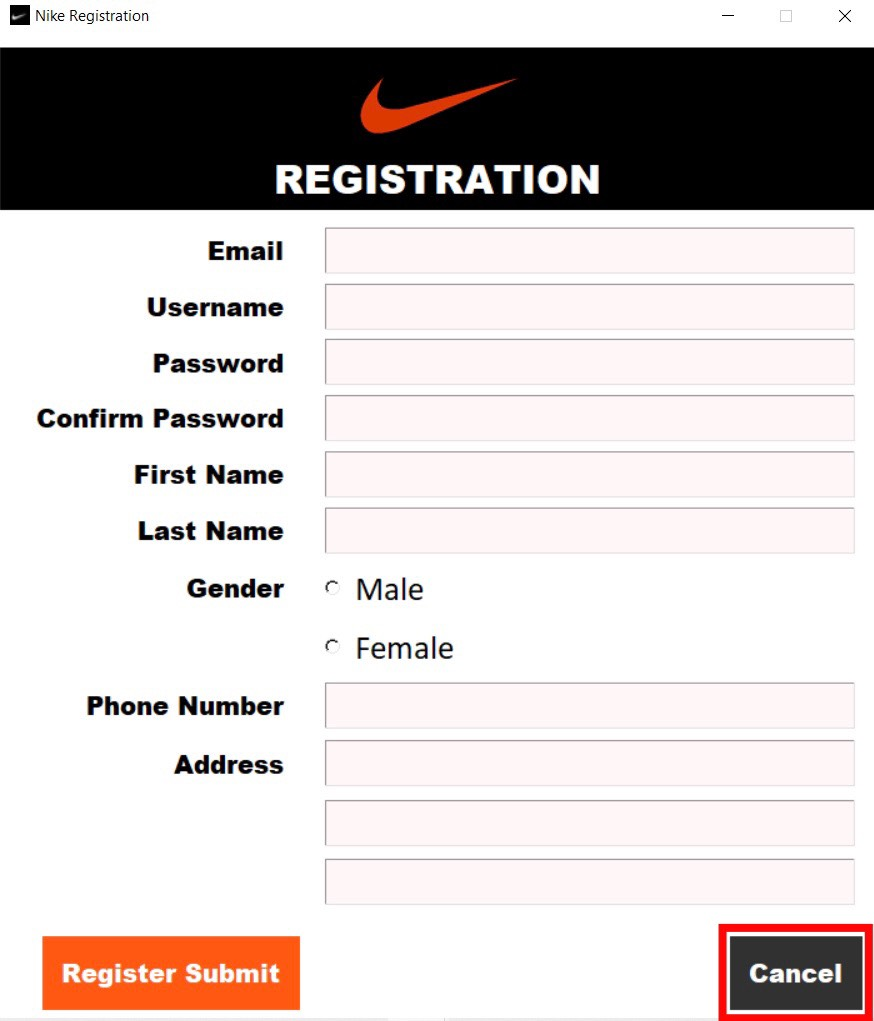 Nike Registration
REGISTRATION
Email
Username
Password
Confirm Password
First Name
Last Name
Gender Male
Female
Phone Number
Address
Register Submit Cancel